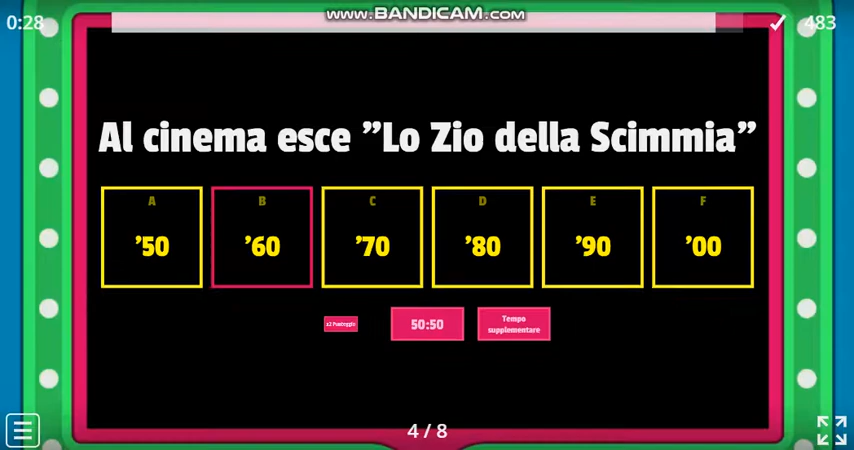 www.BANDICAM.com
0:28
483
Al cinema esce "Lo Zio della Scimmia"
A B C D E F
'50 '60 '70 '80 '90 '00
x2 Punteggio
50:50
Tempo
supplementare
4 / 8